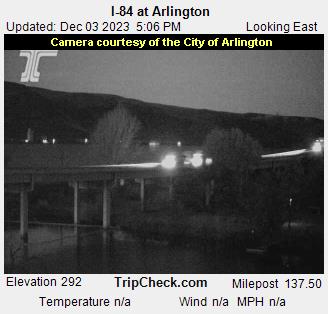 I-84 at Arlington
Updated: Dec 03 2023 5:06 PM Looking East
Camera courtesy of the City of Arlington
Elevation 292 TripCheck.com Milepost 137.50
Temperature n/a Wind n/a MPH n/a